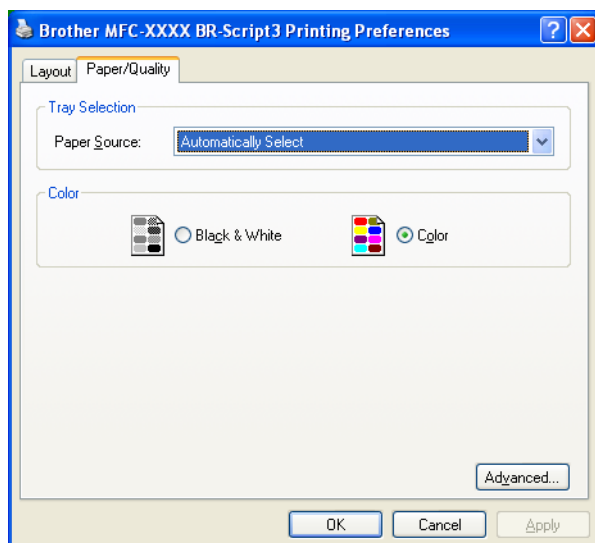 Brother MFC-XXXX BR-Script3 Printing Preferences
Layout Paper/Quality
Tray Selection
Paper Source: Automatically Select
Color
Black & White Color
Advanced...
OK Cancel Apply